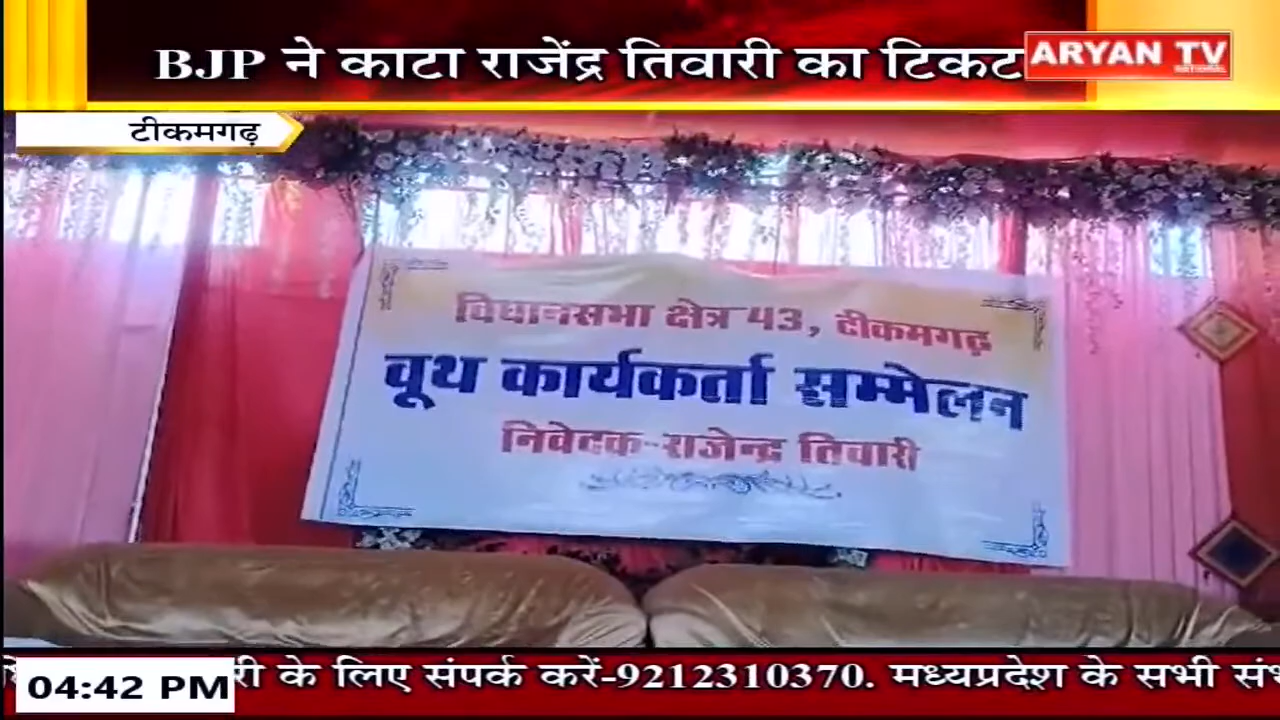 BJP ने काटा राजेंद्र तिवारी का टिकट
ARYAN TV
टीकमगढ़
विधानसभा क्षेत्र 43, टीकमगढ़
वूथ कार्यकर्ता सम्मेलन
निवेदक-राजेन्द्र तिवारी
04:42 PM
री के लिए संपर्क करें-9212310370. मध्यप्रदेश के सभी